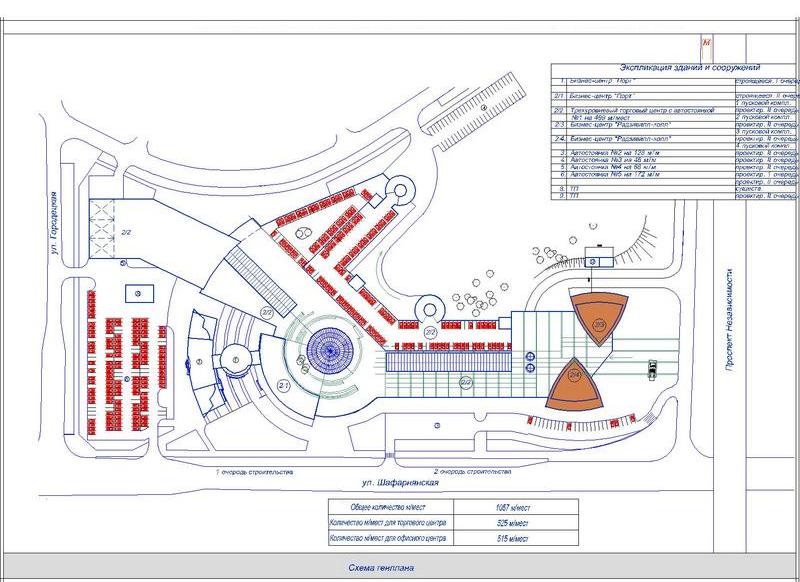 М
Экспликация зданий и сооружений
1. Бизнес-центр "Порт" строящееся. I очередь
2/1 Бизнес-центр "Порт" строящееся. II очередь
1 пусковой компл.
2/2 Трехуровневый торговый центр с автостоянкой проектир. II очередь
№1 на 469 м/мест 2 пусковой компл.
2/3 Бизнес-центр "Радзивилл-холл" проектир. II очередь
3 пусковой компл.
2/4. Бизнес-центр "Радзивилл-холл" проектир. II очередь
4 пусковой компл.
3. Автостоянка №2 на 128 м/м проектир. II очередь
4. Автостоянка №3 на 46 м/м проектир. II очередь
5. Автостоянка №4 на 68 м/м проектир. II очередь
6. Автостоянка №5 на 172 м/м проектир. II очередь
проектир. II очередь
8. ТП существ.
9. ТП проектир. II очередь
ул. Городецкая
2/2
2/2
2/2
2/2
2/1
2/3
2/4
Проспект Независимости
1 очередь строительства
2 очередь строительства
ул. Шафарнянская
Общее количество м/мест 1067 м/мест
Количество м/мест для торгового центра 525 м/мест
Количество м/мест для офисного центра 515 м/мест
Схема генплана